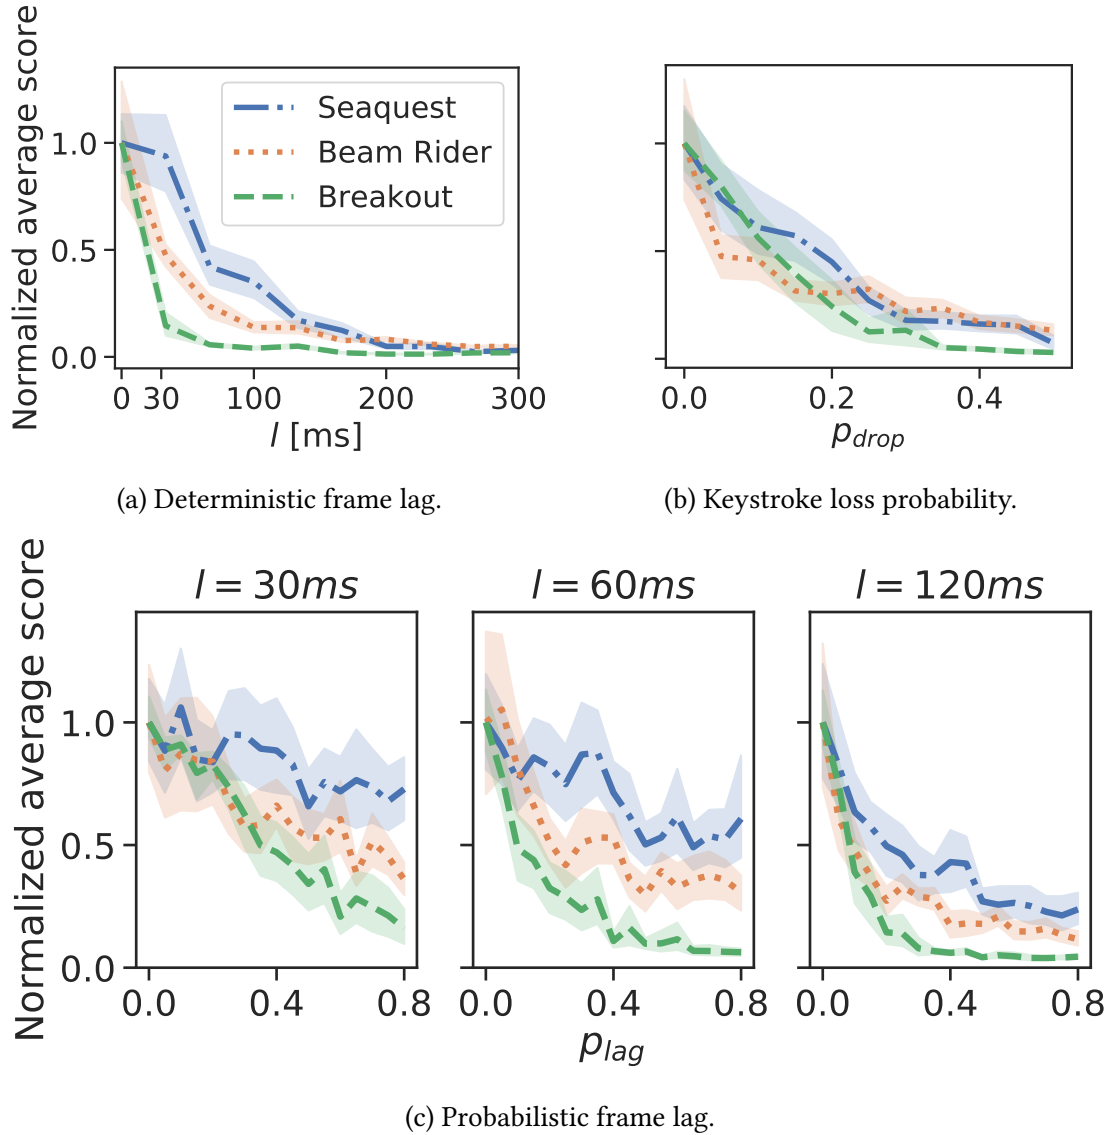 Normalized average score
1.0
0.5
0.0
Seaquest
Beam Rider
Breakout
0 30 100 200 300
l [ms]
(a) Deterministic frame lag.
0.0 0.2 0.4
p_drop
(b) Keystroke loss probability.
Normalized average score
l = 30ms
l = 60ms
l = 120ms
1.0
0.5
0.0
0.0 0.4 0.8
0.0 0.4 0.8
0.0 0.4 0.8
p_lag
(c) Probabilistic frame lag.